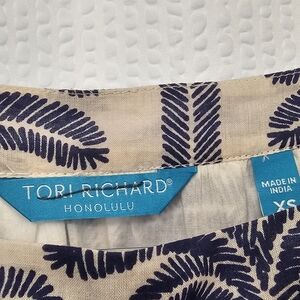 TORI RICHARD®
HONOLULU
MADE IN
INDIA
XS